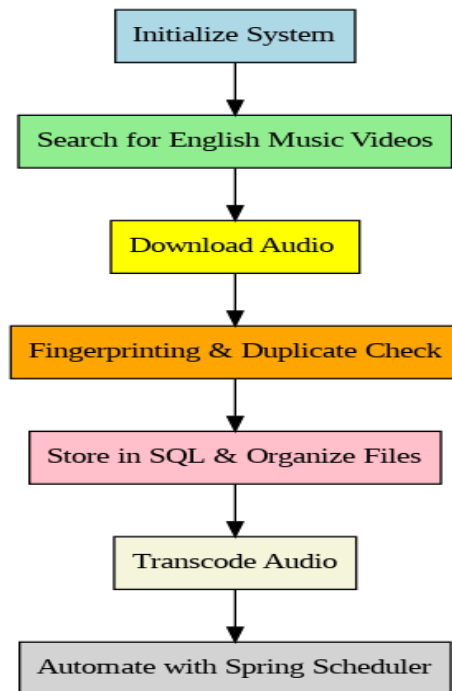 Initialize System
Search for English Music Videos
Download Audio
Fingerprinting & Duplicate Check
Store in SQL & Organize Files
Transcode Audio
Automate with Spring Scheduler